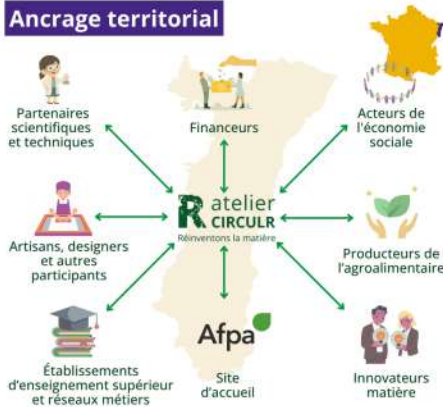 Ancrage territorial
Partenaires
scientifiques
et techniques
Financeurs
Acteurs de
l'économie
sociale
R atelier
CIRCULR
Réinventons la matière
Artisans, designers
et autres
participants
Producteurs de
l'agroalimentaire
Établissements
d'enseignement supérieur
et réseaux métiers
Afpa
Site
d'accueil
Innovateurs
matière